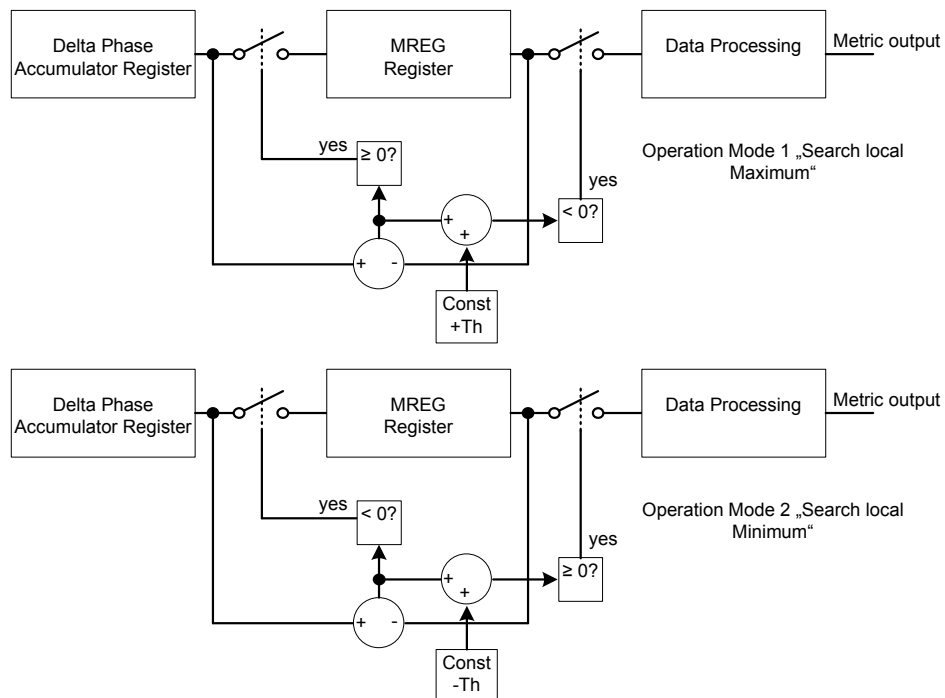 Delta Phase
Accumulator Register
MREG
Register
Data Processing
Metric output
yes
≥ 0?
Operation Mode 1 „Search local
Maximum“
yes
< 0?
+
+
+
-
Const
+Th
Delta Phase
Accumulator Register
MREG
Register
Data Processing
Metric output
yes
< 0?
Operation Mode 2 „Search local
Minimum“
yes
≥ 0?
+
+
+
-
Const
-Th